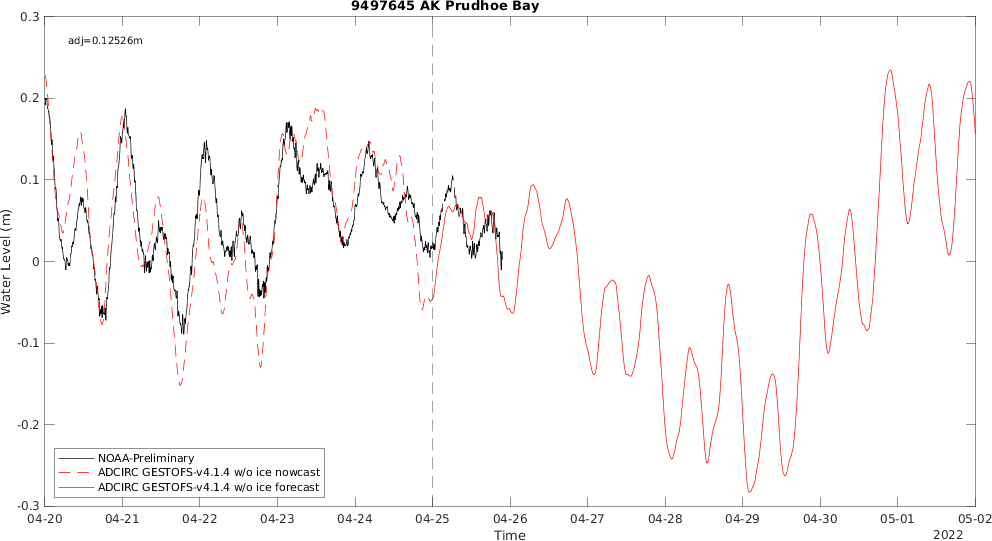 9497645 AK Prudhoe Bay
adj=0.12526m
0.3
0.2
0.1
0
-0.1
-0.2
-0.3
Water Level (m)
NOAA-Preliminary
ADCIRC GESTOFS-v4.1.4 w/o ice nowcast
ADCIRC GESTOFS-v4.1.4 w/o ice forecast
04-20 04-21 04-22 04-23 04-24 04-25 04-26 04-27 04-28 04-29 04-30 05-01 05-02
Time
2022